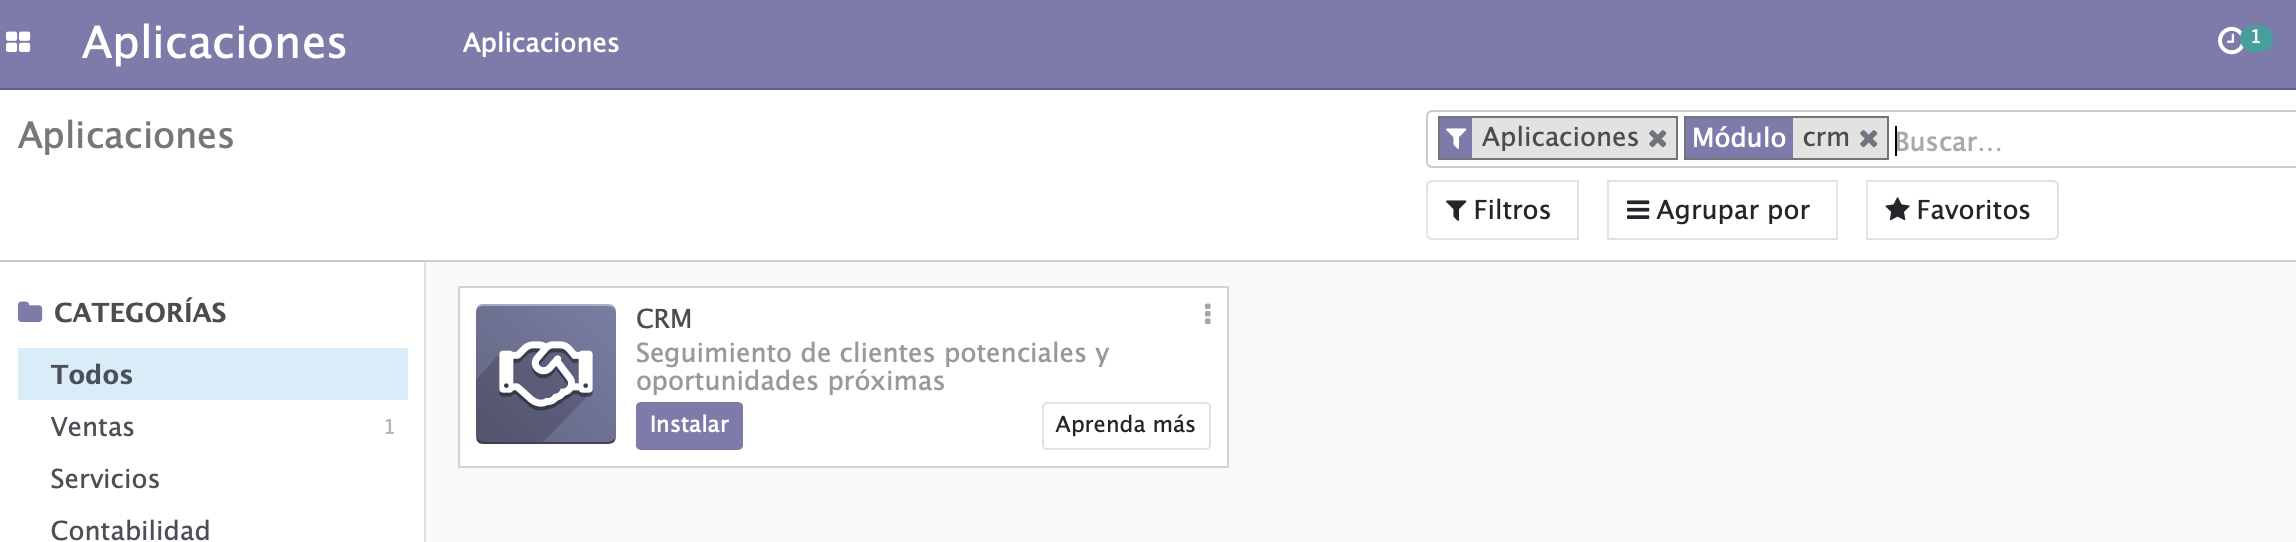 Aplicaciones
Aplicaciones
1
Aplicaciones
Aplicaciones
Módulo crm
Buscar...
Filtros
Agrupar por
Favoritos
CATEGORÍAS
Todos
Ventas 1
Servicios
Contabilidad
CRM
Seguimiento de clientes potenciales y
oportunidades próximas
Instalar
Aprenda más